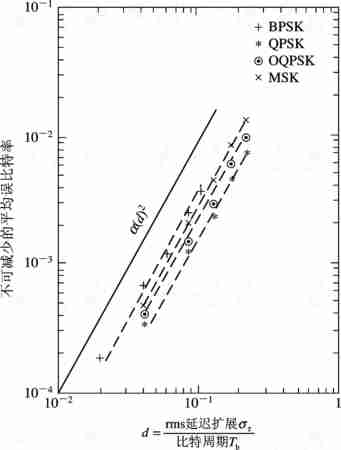 10⁻¹
+ BPSK
* QPSK
⊙ OQPSK
× MSK
10⁻²
不可减少的平均误比特率
α(d)²
10⁻³
10⁻⁴
10⁻² 10⁻¹ 1
d = rms延迟扩展στ
比特周期Tb